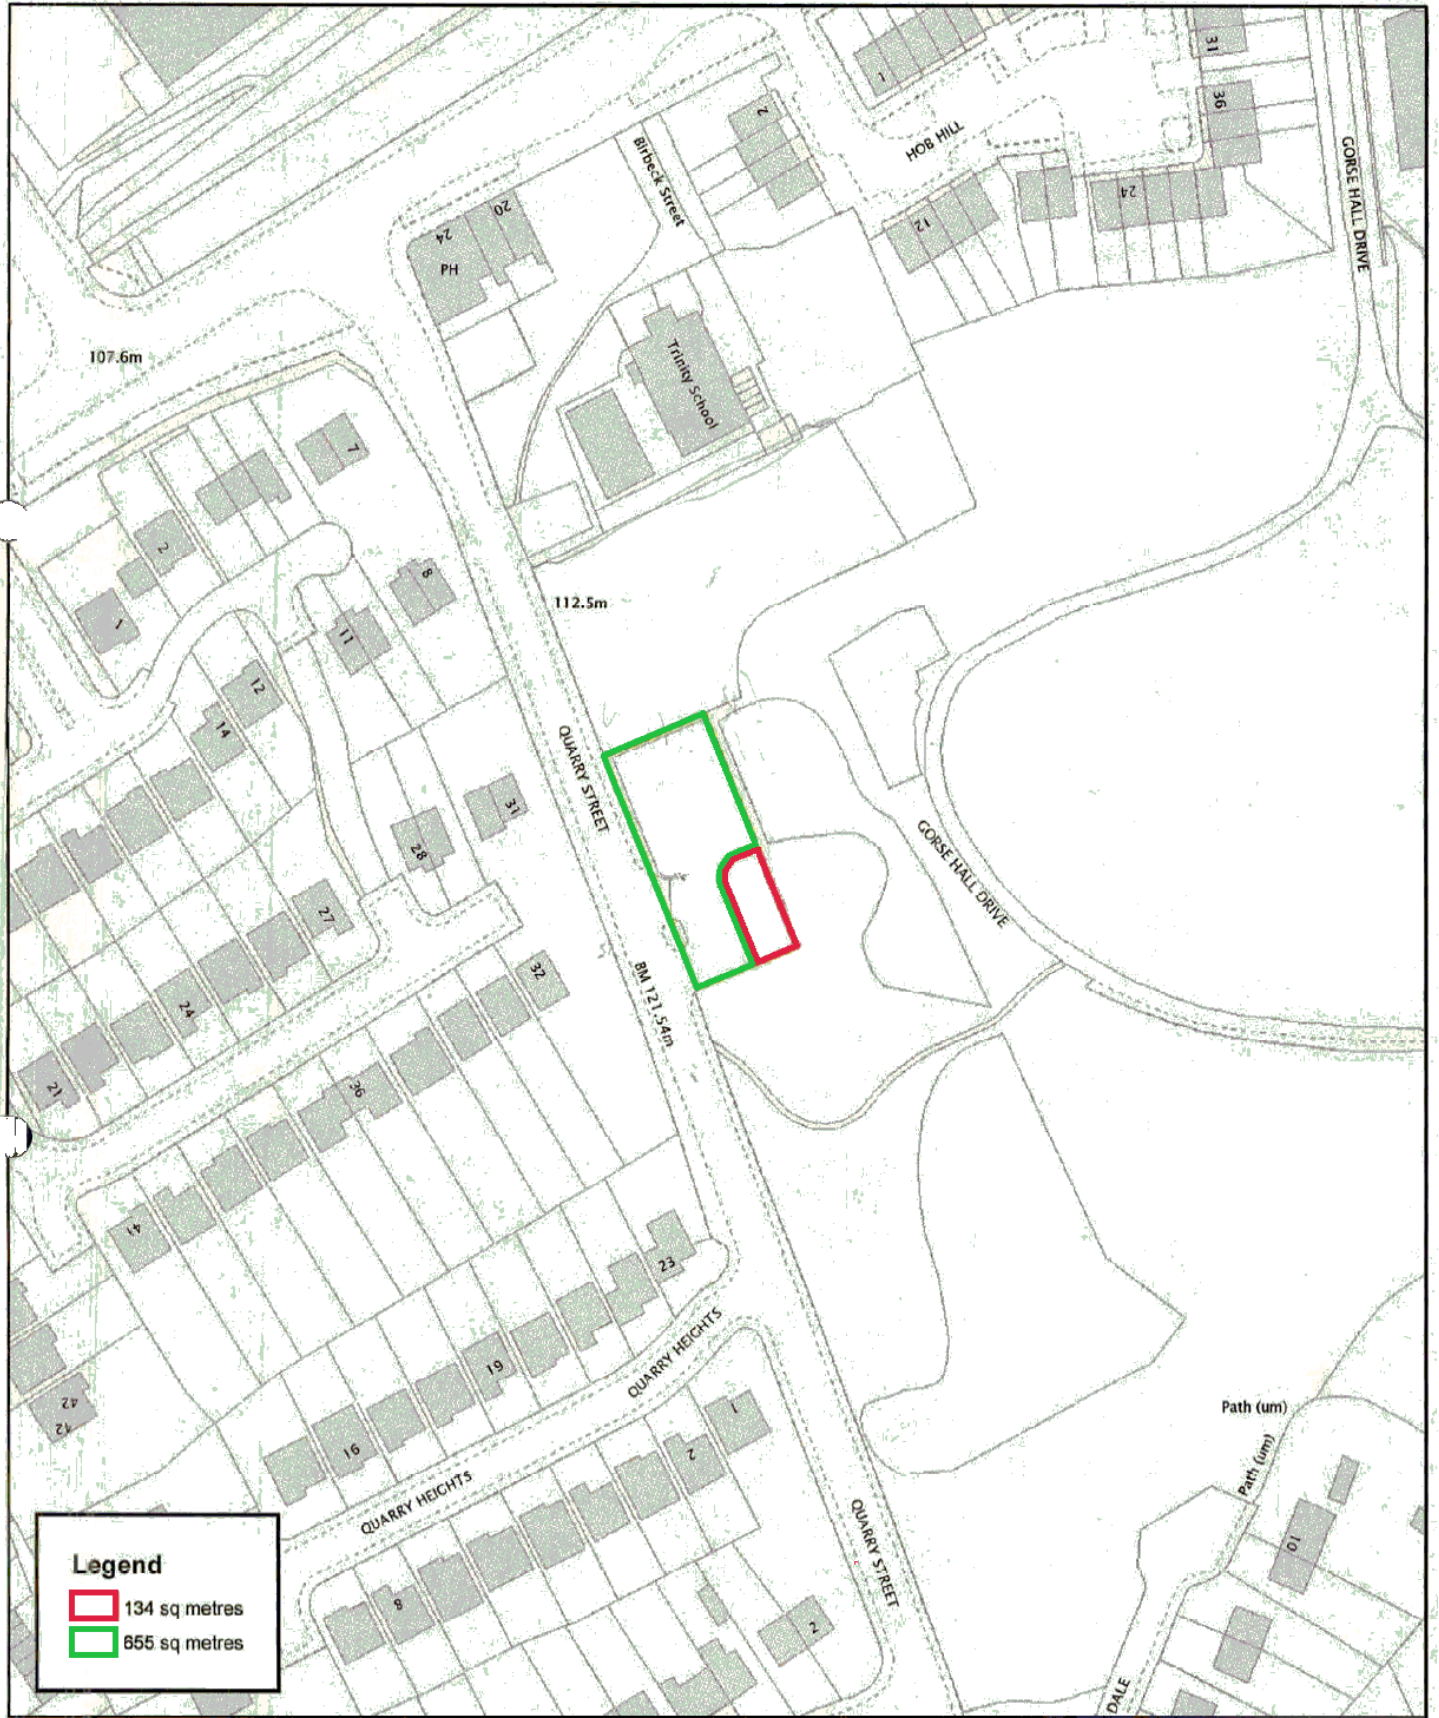 31
1
36
2
HOB HILL
Birbeck Street
GORSE HALL DRIVE
24
20
12
24
PH
107.6m
Trinity School
7
2
8
1
11
112.5m
12
14
QUARRY STREET
31
28
GORSE HALL DRIVE
27
32
BM 121.54m
24
21
36
41
23
QUARRY HEIGHTS
19
42
42
Path (um)
1
2
16
Path (um)
QUARRY HEIGHTS
QUARRY STREET
10
8
2
DALE
Legend
134 sq metres
655 sq metres